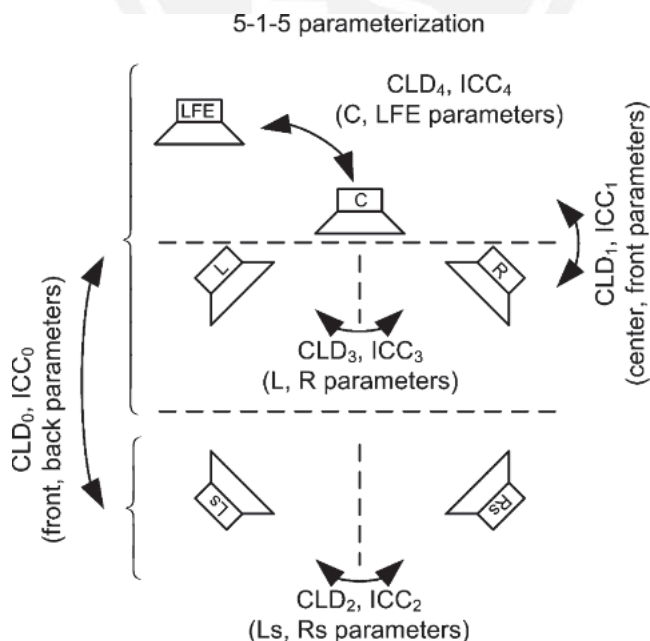 5-1-5 parameterization
LFE
CLD4, ICC4
(C, LFE parameters)
C
CLD1, ICC1
(center, front parameters)
L
R
CLD3, ICC3
(L, R parameters)
CLD0, ICC0
(front, back parameters)
Ls
Rs
CLD2, ICC2
(Ls, Rs parameters)